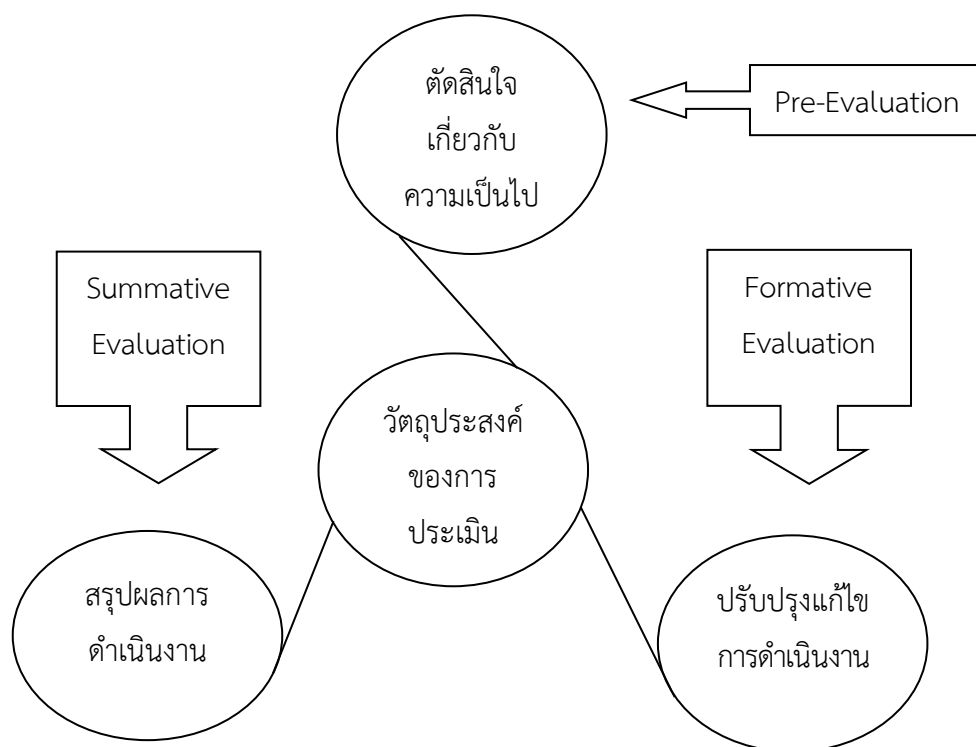 ตัดสินใจ
เกี่ยวกับ
ความเป็นไป
Pre-Evaluation
Summative
Evaluation
Formative
Evaluation
วัตถุประสงค์
ของการ
ประเมิน
สรุปผลการ
ดำเนินงาน
ปรับปรุงแก้ไข
การดำเนินงาน